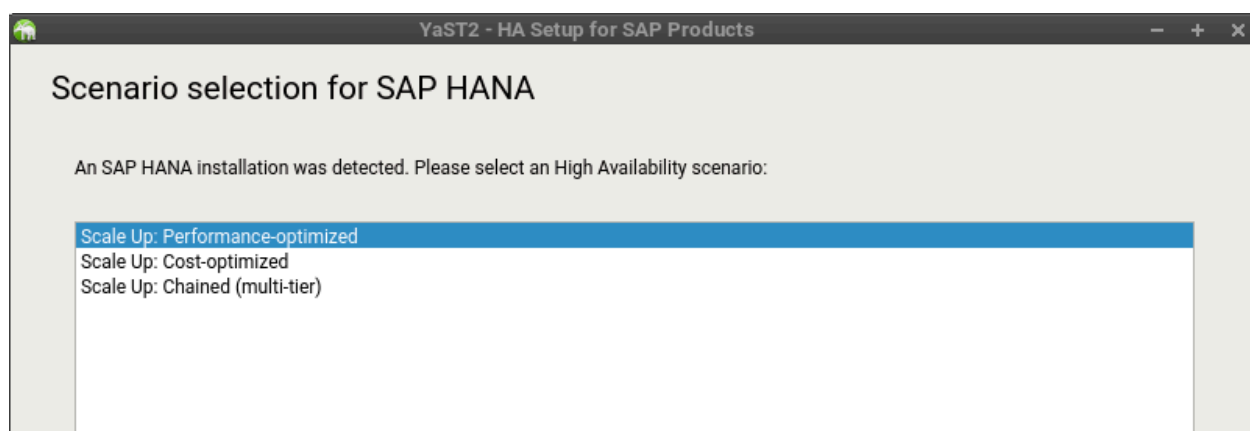 YaST2 - HA Setup for SAP Products
Scenario selection for SAP HANA
An SAP HANA installation was detected. Please select an High Availability scenario:
Scale Up: Performance-optimized
Scale Up: Cost-optimized
Scale Up: Chained (multi-tier)